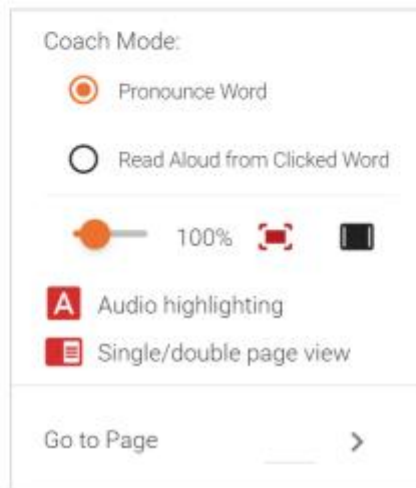 Coach Mode:
Pronounce Word
Read Aloud from Clicked Word
100%
A Audio highlighting
Single/double page view
Go to Page